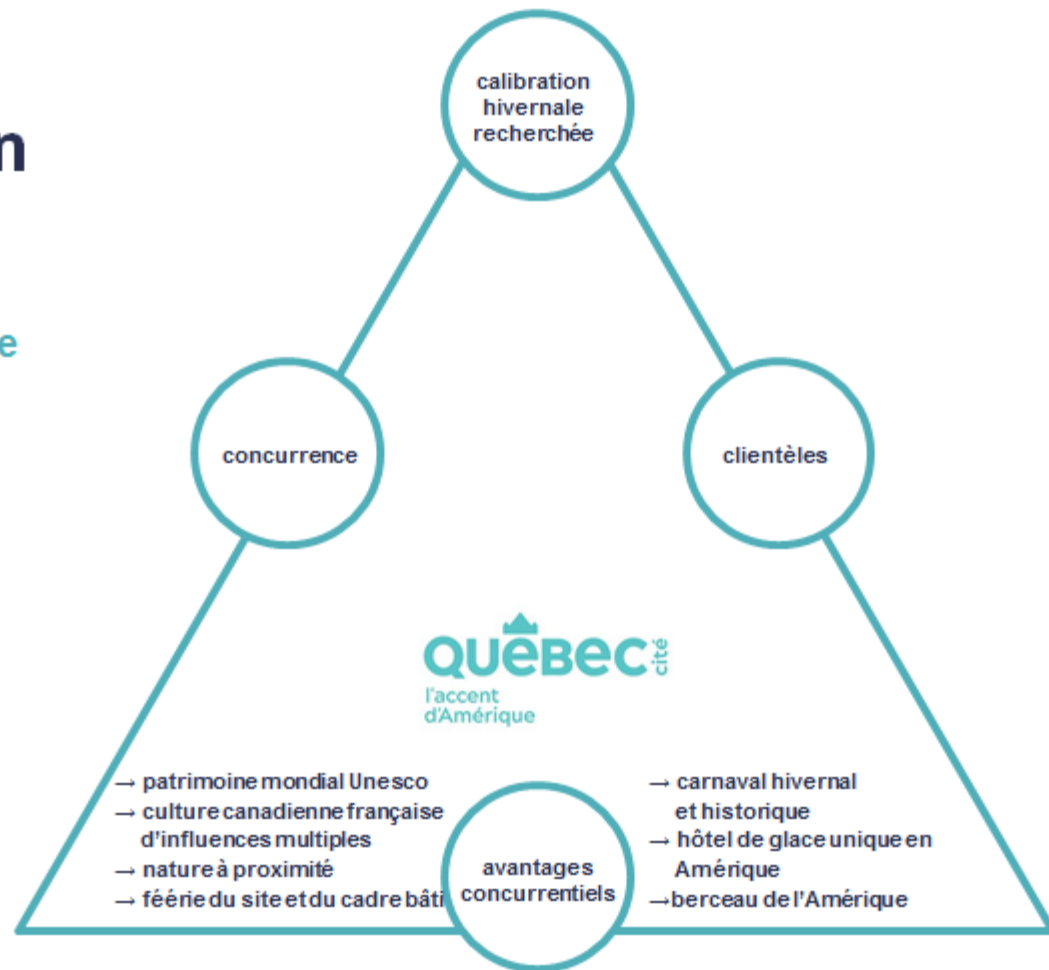 calibration
hivernale
recherchée
n
e
concurrence
clientèles
QUÉBEC cité
l'accent
d'Amérique
→ patrimoine mondial Unesco
→ culture canadienne française
d'influences multiples
→ nature à proximité
→ féérie du site et du cadre bâti
avantages
concurrentiels
→ carnaval hivernal
et historique
→ hôtel de glace unique en
Amérique
→berceau de l'Amérique